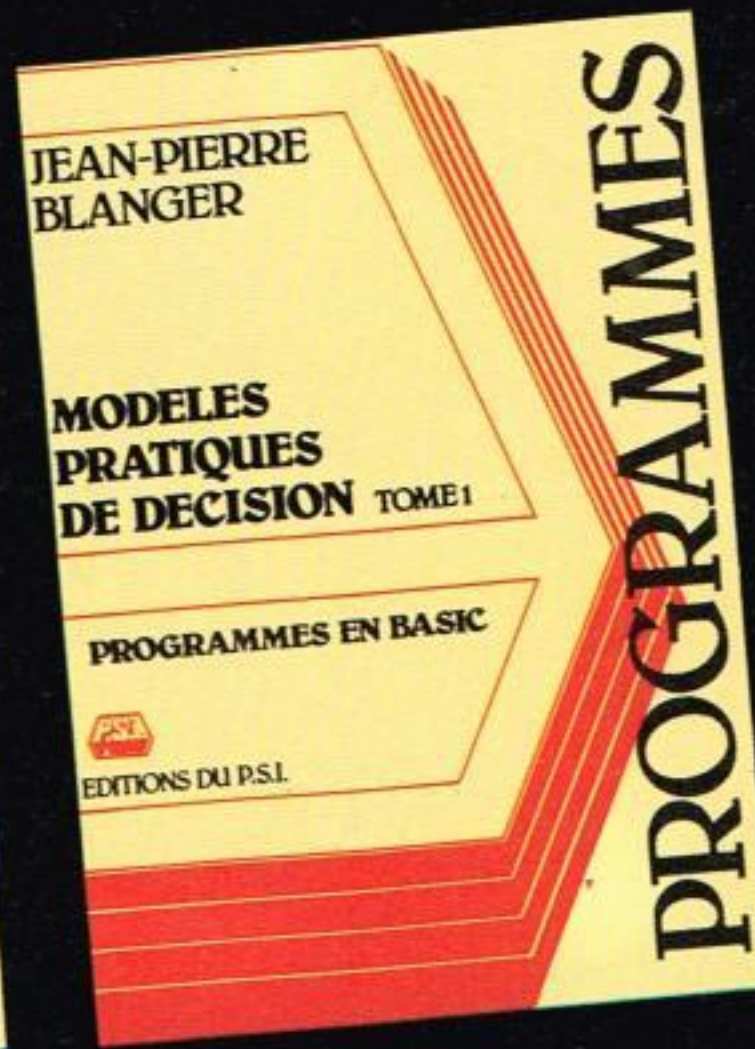 JEAN-PIERRE
BLANGER
MODELES
PRATIQUES
DE DECISION TOME 1
PROGRAMMES EN BASIC
PSI
EDITIONS DU P.S.I.
PROGRAMMES